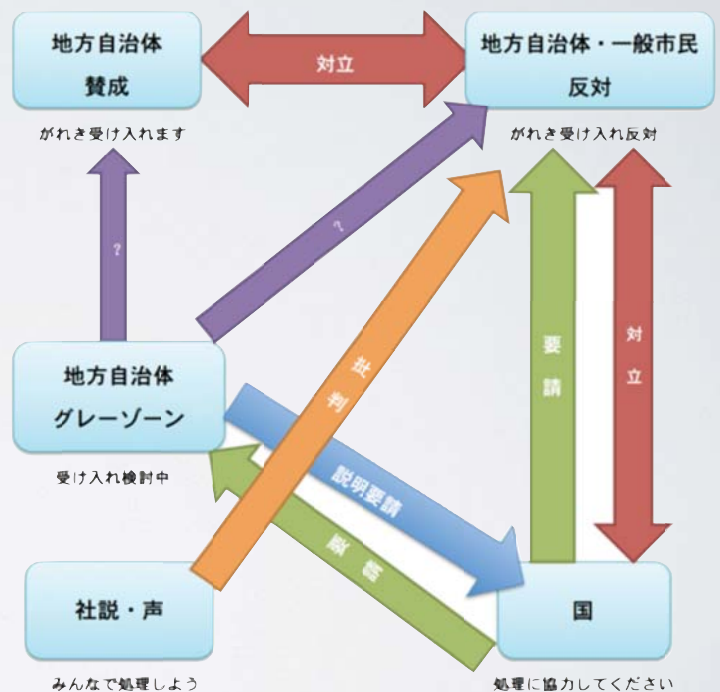 地方自治体
賛成
対立
地方自治体・一般市民
反対
がれき受け入れます
がれき受け入れ反対
?
?
地方自治体
グレーゾーン
受け入れ検討中
批判
要請
対立
説明要請
要請
社説・声
みんなで処理しよう
国
処理に協力してください